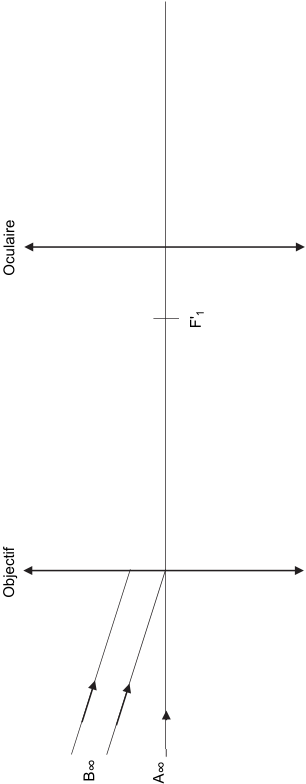 Objectif
Oculaire
F'₁
B∞
A∞